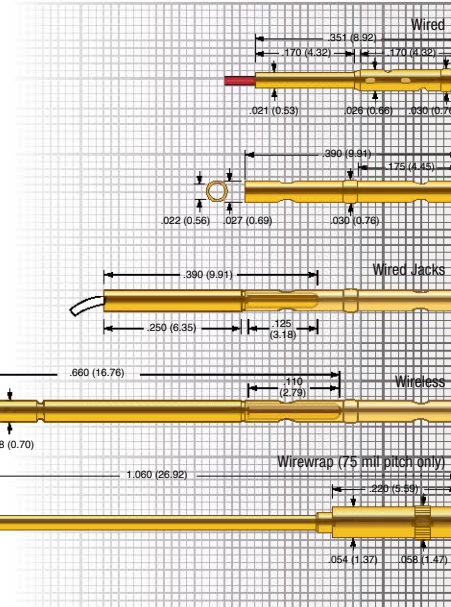 Wired
.351 (8.92)
.170 (4.32) .170 (4.32)
.021 (0.53) .026 (0.66) .030 (0.76
.390 (9.91)
.175 (4.45)
.022 (0.56) .027 (0.69) .030 (0.76)
Wired Jacks
.390 (9.91)
.250 (6.35) .125
(3.18)
Wireless
.660 (16.76)
.110
(2.79)
8 (0.70)
Wirewrap (75 mil pitch only)
1.060 (26.92)
.220 (5.59)
.054 (1.37) .058 (1.47)